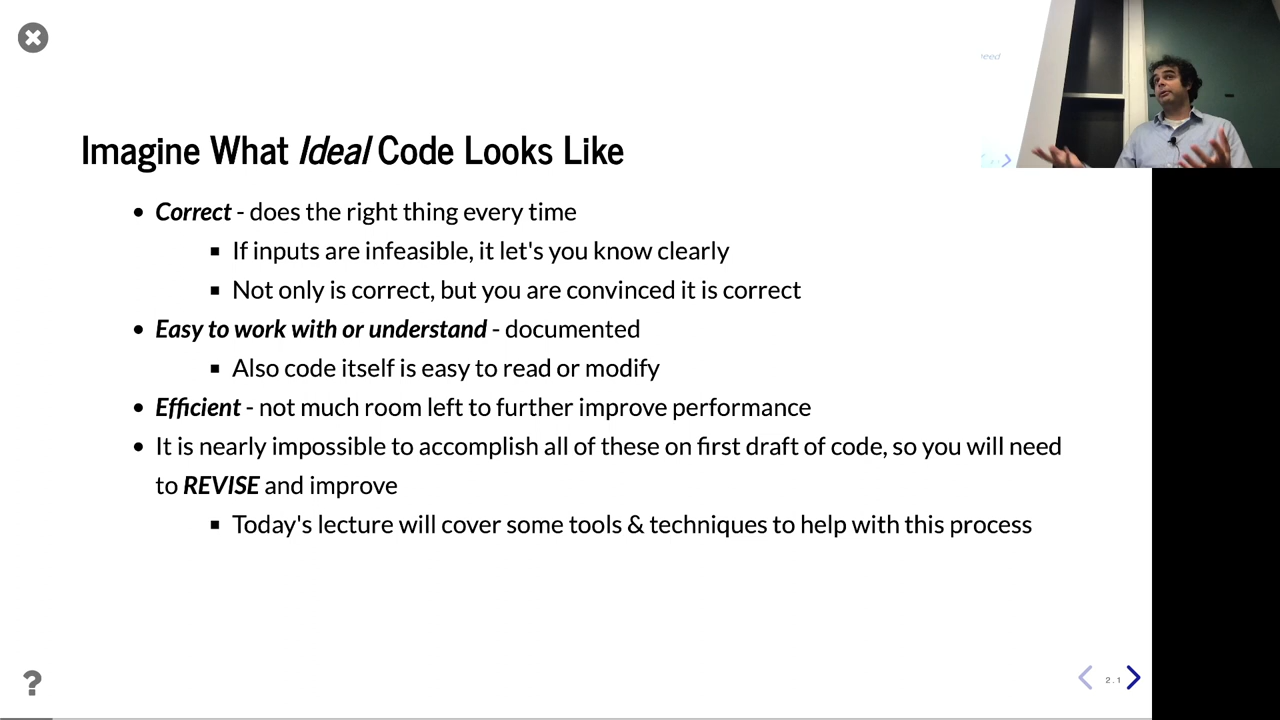 need
Imagine What Ideal Code Looks Like
• Correct - does the right thing every time
▪ If inputs are infeasible, it let's you know clearly
▪ Not only is correct, but you are convinced it is correct
• Easy to work with or understand - documented
▪ Also code itself is easy to read or modify
• Efficient - not much room left to further improve performance
• It is nearly impossible to accomplish all of these on first draft of code, so you will need
to REVISE and improve
▪ Today's lecture will cover some tools & techniques to help with this process
?
2.1